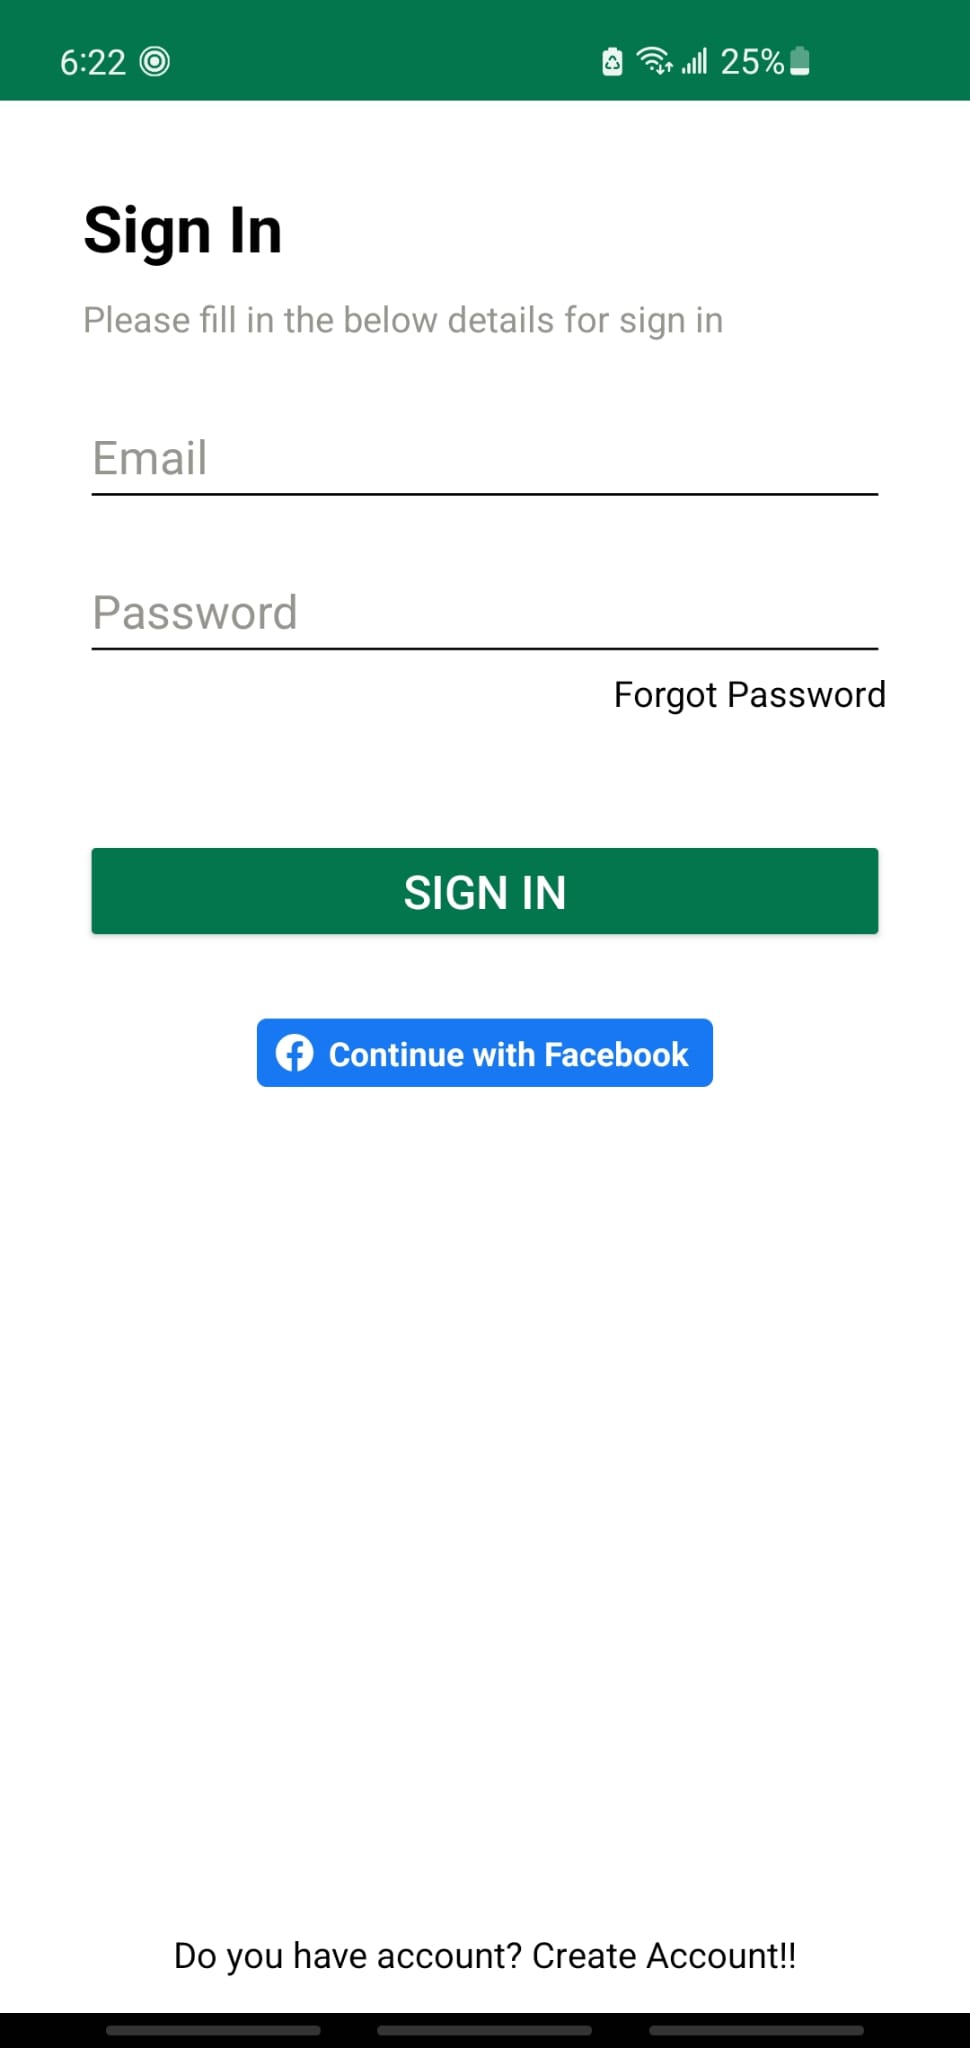 6:22 25%
Sign In
Please fill in the below details for sign in
Email
Password
Forgot Password
SIGN IN
Continue with Facebook
Do you have account? Create Account!!